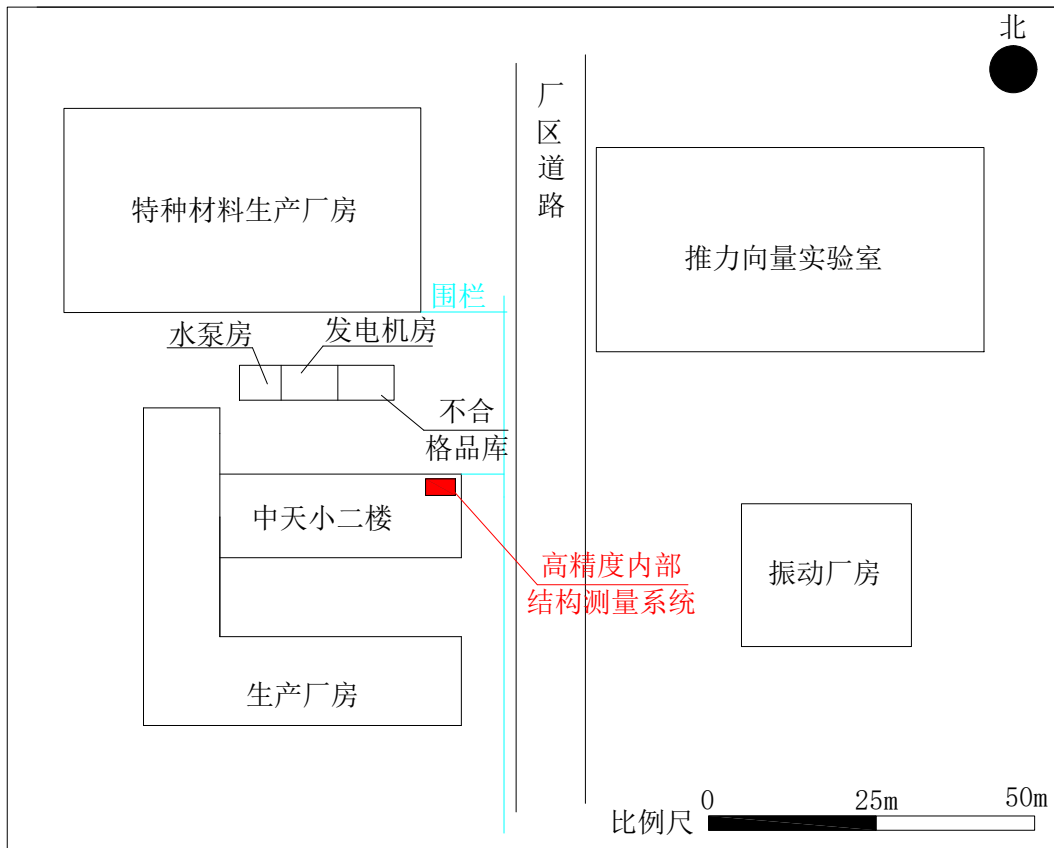 北
厂
区
道
路
特种材料生产厂房
推力向量实验室
围栏
水泵房
发电机房
不合
格品库
中天小二楼
高精度内部
结构测量系统
振动厂房
生产厂房
0 25m 50m
比例尺